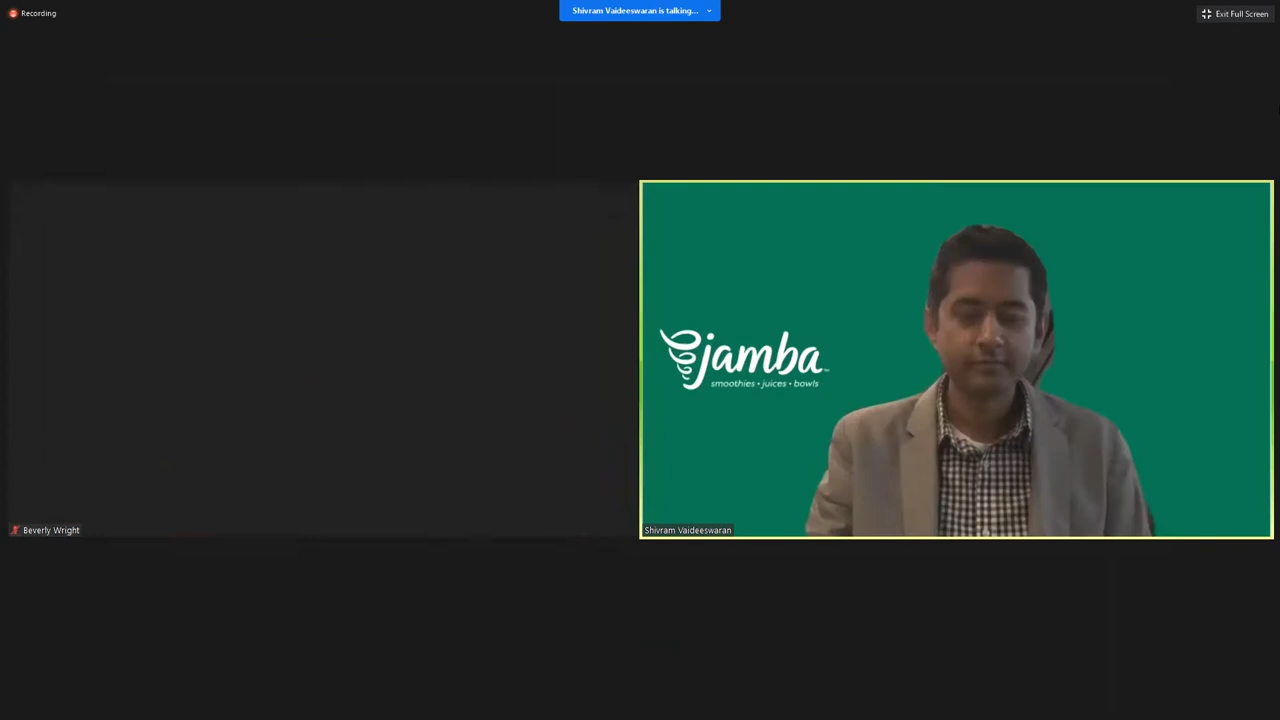 Recording
Shivram Vaideeswaran is talking...
Exit Full Screen
jamba
smoothies • juices • bowls
Beverly Wright
Shivram Vaideeswaran